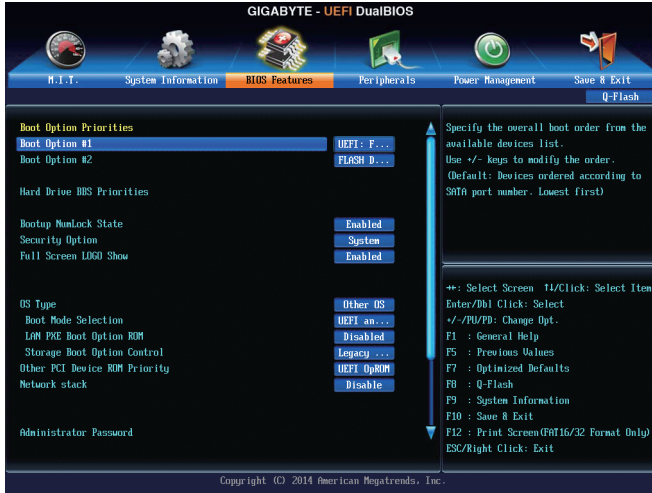 GIGABYTE - UEFI DualBIOS
M.I.T. System Information BIOS Features Peripherals Power Management Save & Exit
Q-Flash
Boot Option Priorities
Boot Option #1 UEFI: F...
Boot Option #2 FLASH D...
Hard Drive BBS Priorities
Bootup NumLock State Enabled
Security Option System
Full Screen LOGO Show Enabled
OS Type Other OS
Boot Mode Selection UEFI an...
LAN PXE Boot Option ROM Disabled
Storage Boot Option Control Legacy ...
Other PCI Device ROM Priority UEFI OpROM
Network stack Disable
Administrator Password
Specify the overall boot order from the
available devices list.
Use +/- keys to modify the order.
(Default: Devices ordered according to
SATA port number. Lowest first)
→←: Select Screen ↑↓/Click: Select Item
Enter/Dbl Click: Select
+/-/PU/PD: Change Opt.
F1 : General Help
F5 : Previous Values
F7 : Optimized Defaults
F8 : Q-Flash
F9 : System Information
F10 : Save & Exit
F12 : Print Screen(FAT16/32 Format Only)
ESC/Right Click: Exit
Copyright (C) 2014 American Megatrends, Inc.